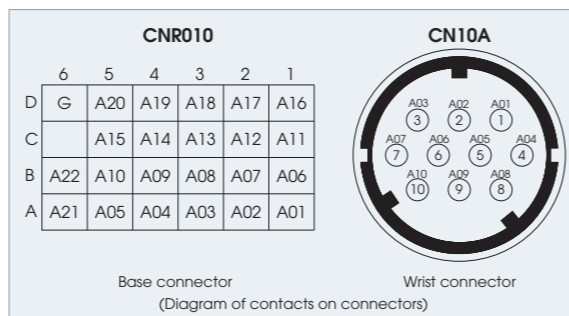 CNR010
CN10A
6 5 4 3 2 1
D G A20 A19 A18 A17 A16
C A15 A14 A13 A12 A11
B A22 A10 A09 A08 A07 A06
A A21 A05 A04 A03 A02 A01
A03 A02 A01
3 2 1
A07 A06 A05 A04
7 6 5 4
A10 A09 A08
10 9 8
Base connector
Wrist connector
(Diagram of contacts on connectors)